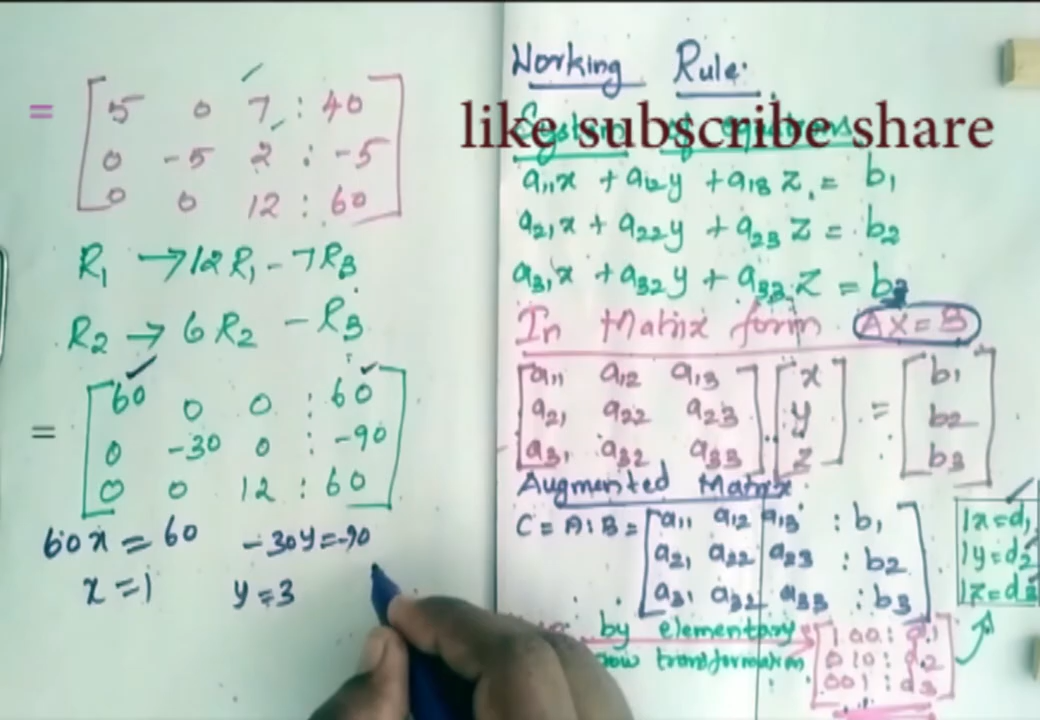 = [ 5 0 7 : 40
0 -5 2 : -5
0 0 12 : 60 ]
R1 → 12R1 - 7R3
R2 → 6R2 - R3
= [ 60 0 0 : 60
0 -30 0 : -90
0 0 12 : 60 ]
60x = 60 -30y = -90
x = 1 y = 3
Working Rule:
like subscribe share
System of equations
a11x + a12y + a13z = b1
a21x + a22y + a23z = b2
a31x + a32y + a33z = b3
In Matrix form AX=B
[ a11 a12 a13 ] [ x ] = [ b1 ]
a21 a22 a23 y b2
a31 a32 a33 z b3
Augmented Matrix
C = A:B = [ a11 a12 a13 : b1
a21 a22 a23 : b2
a31 a32 a33 : b3 ]
x=d1
y=d2
z=d3
by elementary
row transformation
[ 1 0 0 : d1
0 1 0 : d2
0 0 1 : d3 ]